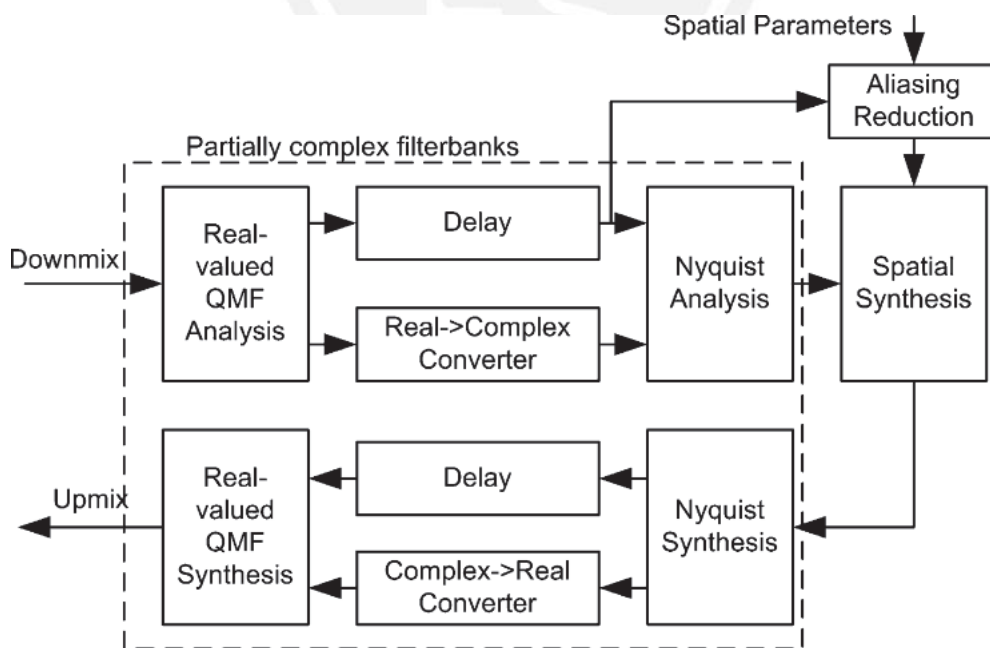 Spatial Parameters
Aliasing
Reduction
Partially complex filterbanks
Real-
valued
QMF
Analysis
Delay
Nyquist
Analysis
Spatial
Synthesis
Downmix
Real->Complex
Converter
Real-
valued
QMF
Synthesis
Delay
Nyquist
Synthesis
Upmix
Complex->Real
Converter